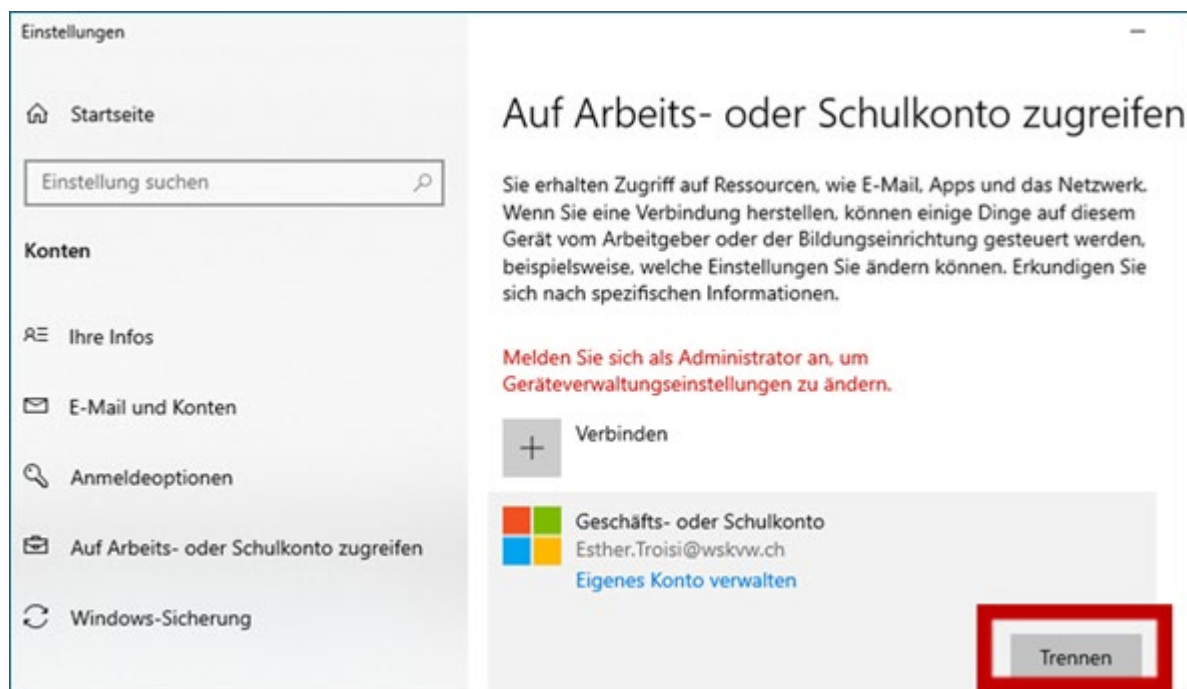 Einstellungen
Startseite
Einstellung suchen
Konten
Ihre Infos
E-Mail und Konten
Anmeldeoptionen
Auf Arbeits- oder Schulkonto zugreifen
Windows-Sicherung
Auf Arbeits- oder Schulkonto zugreifen
Sie erhalten Zugriff auf Ressourcen, wie E-Mail, Apps und das Netzwerk.
Wenn Sie eine Verbindung herstellen, können einige Dinge auf diesem
Gerät vom Arbeitgeber oder der Bildungseinrichtung gesteuert werden,
beispielsweise, welche Einstellungen Sie ändern können. Erkundigen Sie
sich nach spezifischen Informationen.
Melden Sie sich als Administrator an, um
Geräteverwaltungseinstellungen zu ändern.
Verbinden
Geschäfts- oder Schulkonto
Esther.Troisi@wskvw.ch
Eigenes Konto verwalten
Trennen